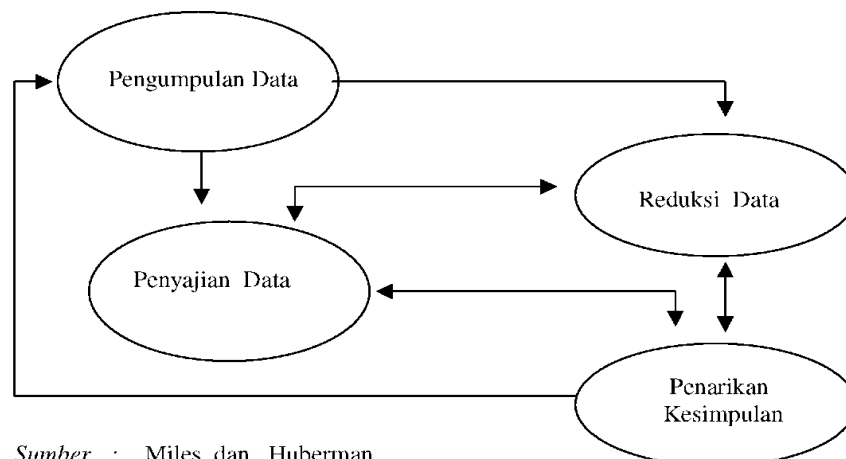 Pengumpulan Data
Reduksi Data
Penyajian Data
Penarikan
Kesimpulan
Sumber : Miles dan Huberman